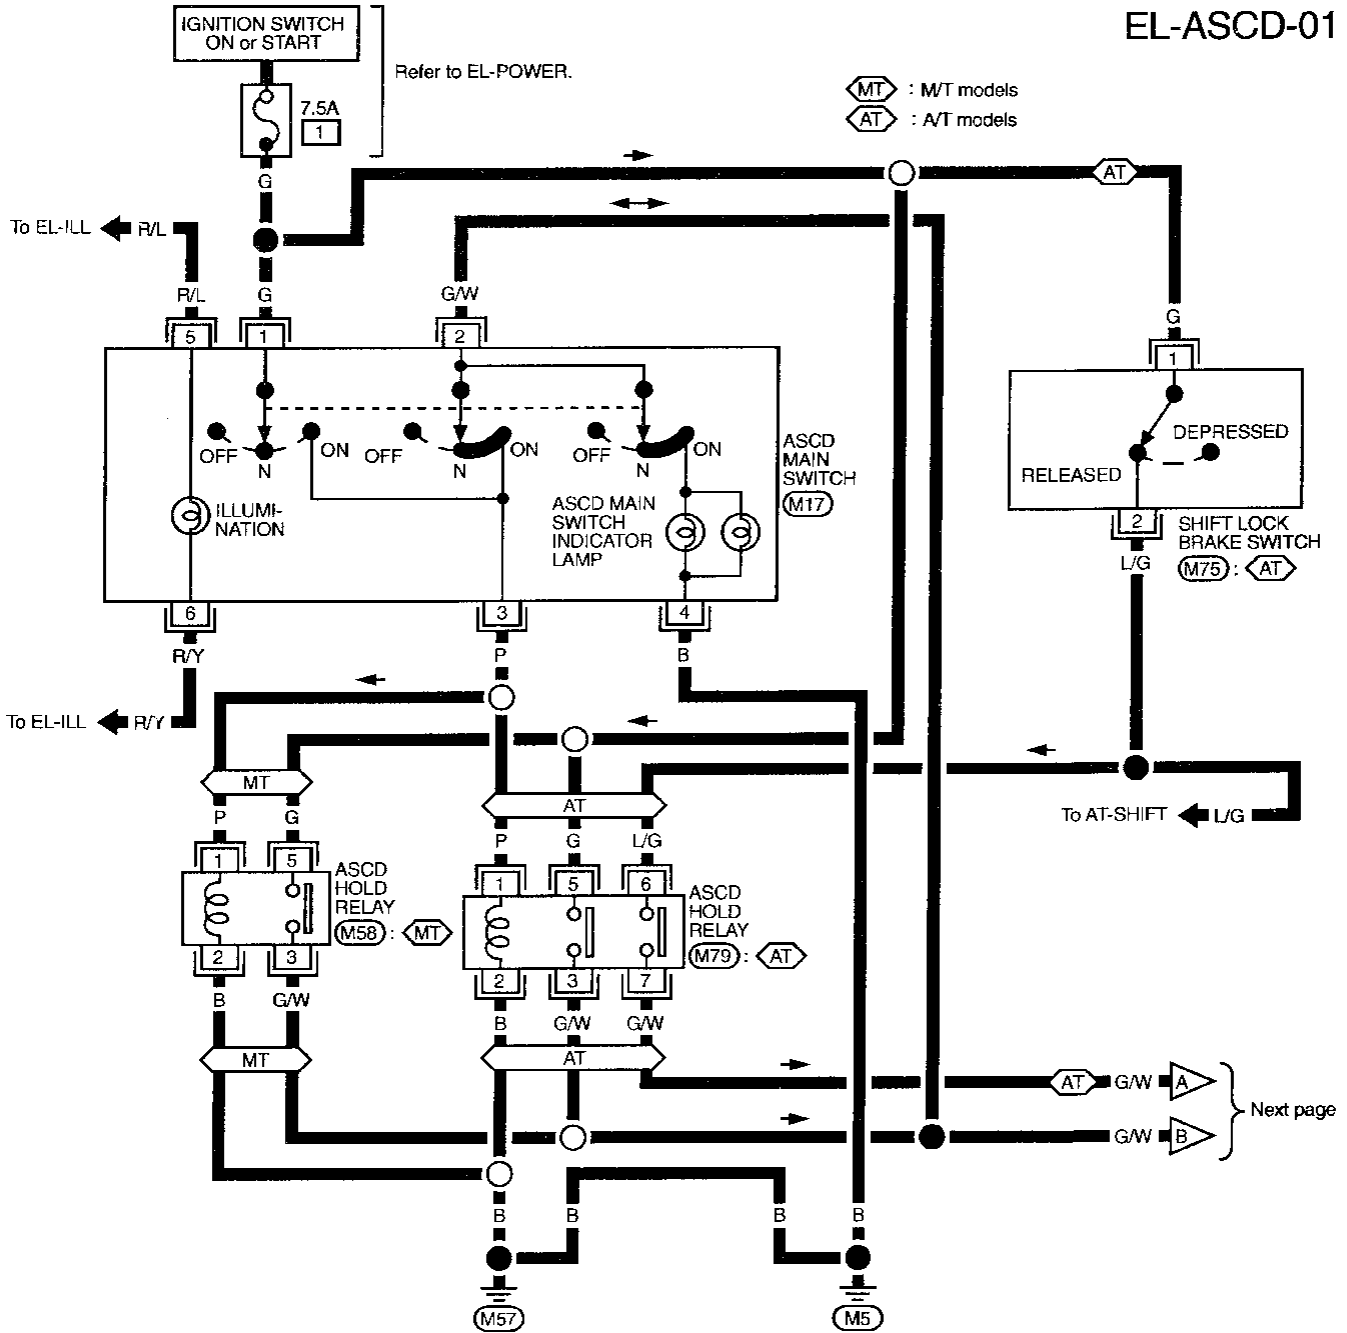 EL-ASCD-01
IGNITION SWITCH
ON or START
Refer to EL-POWER.
7.5A
1
MT : M/T models
AT : A/T models
G
AT
To EL-ILL R/L
R/L
G
G/W
G
5
1
2
1
OFF
N
ON
OFF
N
ON
OFF
N
ON
ASCD
MAIN
SWITCH
M17
DEPRESSED
RELEASED
ILLUMI-
NATION
ASCD MAIN
SWITCH
INDICATOR
LAMP
2
SHIFT LOCK
BRAKE SWITCH
M75 : AT
L/G
6
3
4
R/Y
P
B
To EL-ILL R/Y
MT
AT
To AT-SHIFT L/G
P
G
P
G
L/G
1
5
ASCD
HOLD
RELAY
M58 : MT
1
5
6
ASCD
HOLD
RELAY
M79 : AT
2
3
2
3
7
B
G/W
B
G/W
G/W
MT
AT
AT G/W A
Next page
G/W B
B
B
B
B
M57
M5